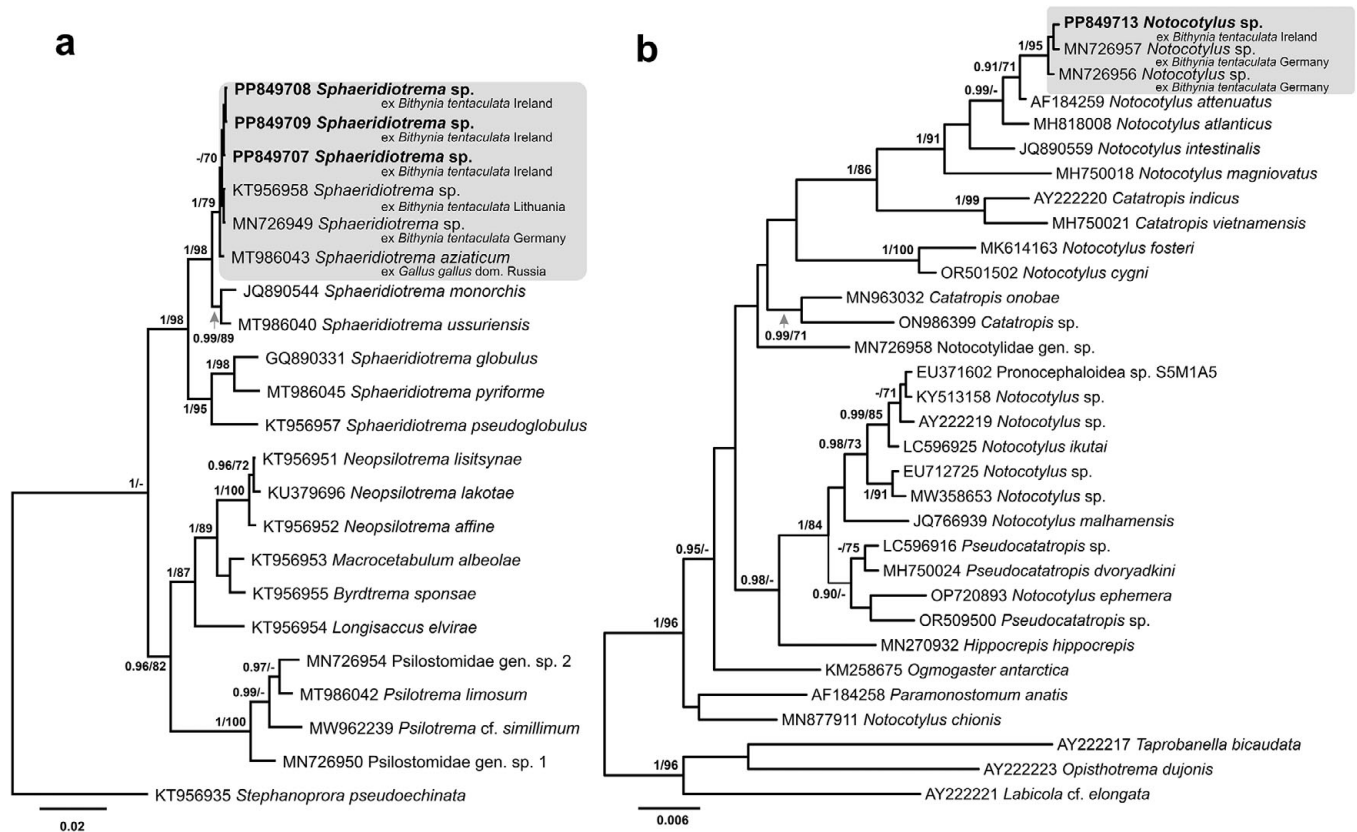 a
PP849708 Sphaeridiotrema sp.
ex Bithynia tentaculata Ireland
PP849709 Sphaeridiotrema sp.
ex Bithynia tentaculata Ireland
-/70
PP849707 Sphaeridiotrema sp.
ex Bithynia tentaculata Ireland
KT956958 Sphaeridiotrema sp.
ex Bithynia tentaculata Lithuania
1/79
MN726949 Sphaeridiotrema sp.
ex Bithynia tentaculata Germany
1/98
MT986043 Sphaeridiotrema aziaticum
ex Gallus gallus dom. Russia
JQ890544 Sphaeridiotrema monorchis
1/98
MT986040 Sphaeridiotrema ussuriensis
0.99/89
GQ890331 Sphaeridiotrema globulus
1/98
MT986045 Sphaeridiotrema pyriforme
1/95
KT956957 Sphaeridiotrema pseudoglobulus
KT956951 Neopsilotrema lisitsynae
0.96/72
1/-
KU379696 Neopsilotrema lakotae
1/100
KT956952 Neopsilotrema affine
1/89
KT956953 Macrocetabulum albeolae
1/87
KT956955 Byrdtrema sponsae
KT956954 Longisaccus elvirae
0.96/82
MN726954 Psilostomidae gen. sp. 2
0.97/-
MT986042 Psilotrema limosum
0.99/-
MW962239 Psilotrema cf. simillimum
1/100
MN726950 Psilostomidae gen. sp. 1
KT956935 Stephanoprora pseudoechinata
0.02
b
PP849713 Notocotylus sp.
ex Bithynia tentaculata Ireland
1/95
MN726957 Notocotylus sp.
ex Bithynia tentaculata Germany
0.91/71
MN726956 Notocotylus sp.
ex Bithynia tentaculata Germany
0.99/-
AF184259 Notocotylus attenuatus
MH818008 Notocotylus atlanticus
1/91
JQ890559 Notocotylus intestinalis
1/86
MH750018 Notocotylus magniovatus
AY222220 Catatropis indicus
1/99
MH750021 Catatropis vietnamensis
1/100
MK614163 Notocotylus fosteri
OR501502 Notocotylus cygni
MN963032 Catatropis onobae
ON986399 Catatropis sp.
0.99/71
MN726958 Notocotylidae gen. sp.
EU371602 Pronocephaloidea sp. S5M1A5
-/71
KY513158 Notocotylus sp.
0.99/85
AY222219 Notocotylus sp.
0.98/73
LC596925 Notocotylus ikutai
EU712725 Notocotylus sp.
1/91
MW358653 Notocotylus sp.
JQ766939 Notocotylus malhamensis
1/84
LC596916 Pseudocatatropis sp.
-/75
0.95/-
MH750024 Pseudocatatropis dvoryadkini
0.98/-
0.90/-
OP720893 Notocotylus ephemera
OR509500 Pseudocatatropis sp.
1/96
MN270932 Hippocrepis hippocrepis
KM258675 Ogmogaster antarctica
AF184258 Paramonostomum anatis
MN877911 Notocotylus chionis
AY222217 Taprobanella bicaudata
1/96
AY222223 Opisthotrema dujonis
AY222221 Labicola cf. elongata
0.006